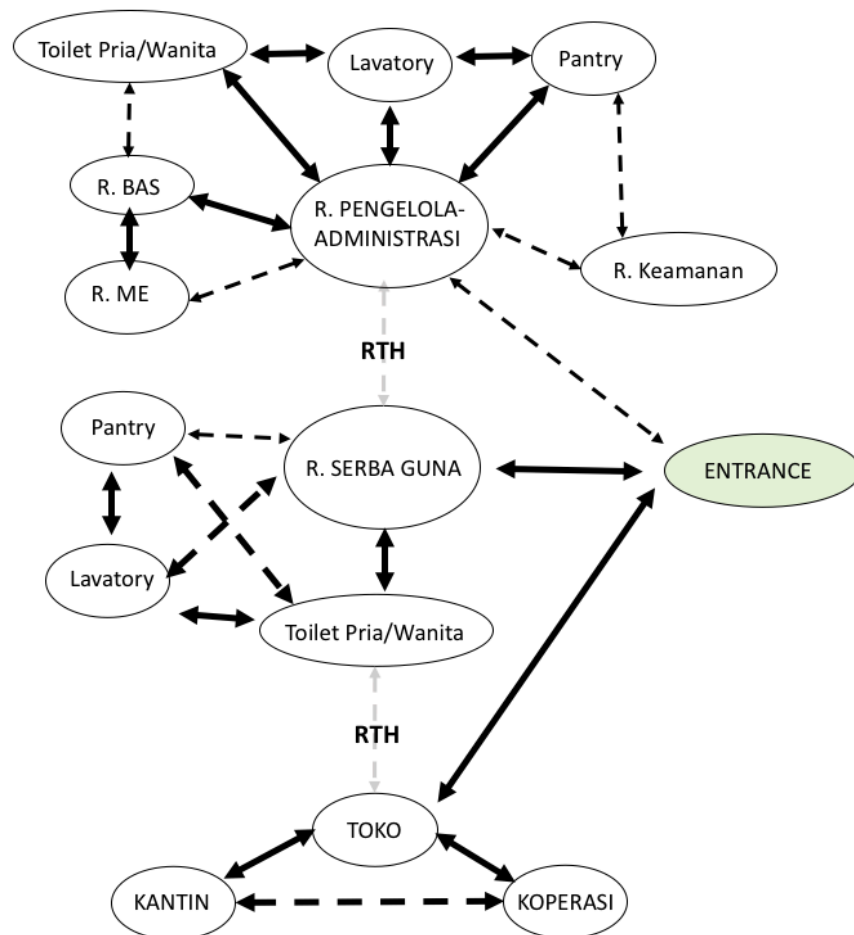 Toilet Pria/Wanita
Lavatory
Pantry
R. BAS
R. PENGELOLA-
ADMINISTRASI
R. Keamanan
R. ME
RTH
Pantry
R. SERBA GUNA
ENTRANCE
Lavatory
Toilet Pria/Wanita
RTH
TOKO
KANTIN
KOPERASI